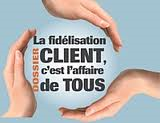 DOSSIER
La fidélisation
CLIENT,
c'est l'affaire
de TOUS